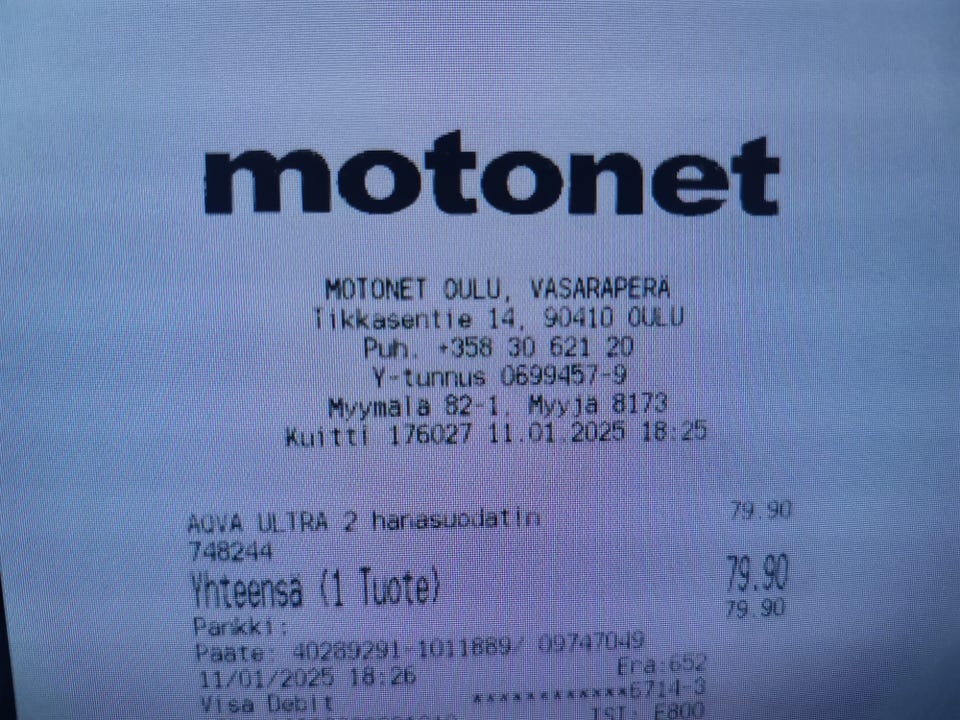 motonet
MOTONET OULU, VASARAPERÄ
Tikkasentie 14, 90410 OULU
Puh. +358 30 621 20
Y-tunnus 0699457-9
Myymälä 82-1, Myyjä 8173
Kuitti 176027 11.01.2025 18:25
AQVA ULTRA 2 hanasuodatin 79.90
748244
Yhteensä (1 Tuote) 79.90
Pankki: 79.90
Pääte: 40289291-1011889/ 09747049
11/01/2025 18:26 Erä:652
Visa Debit ************6714-3
TST: E800